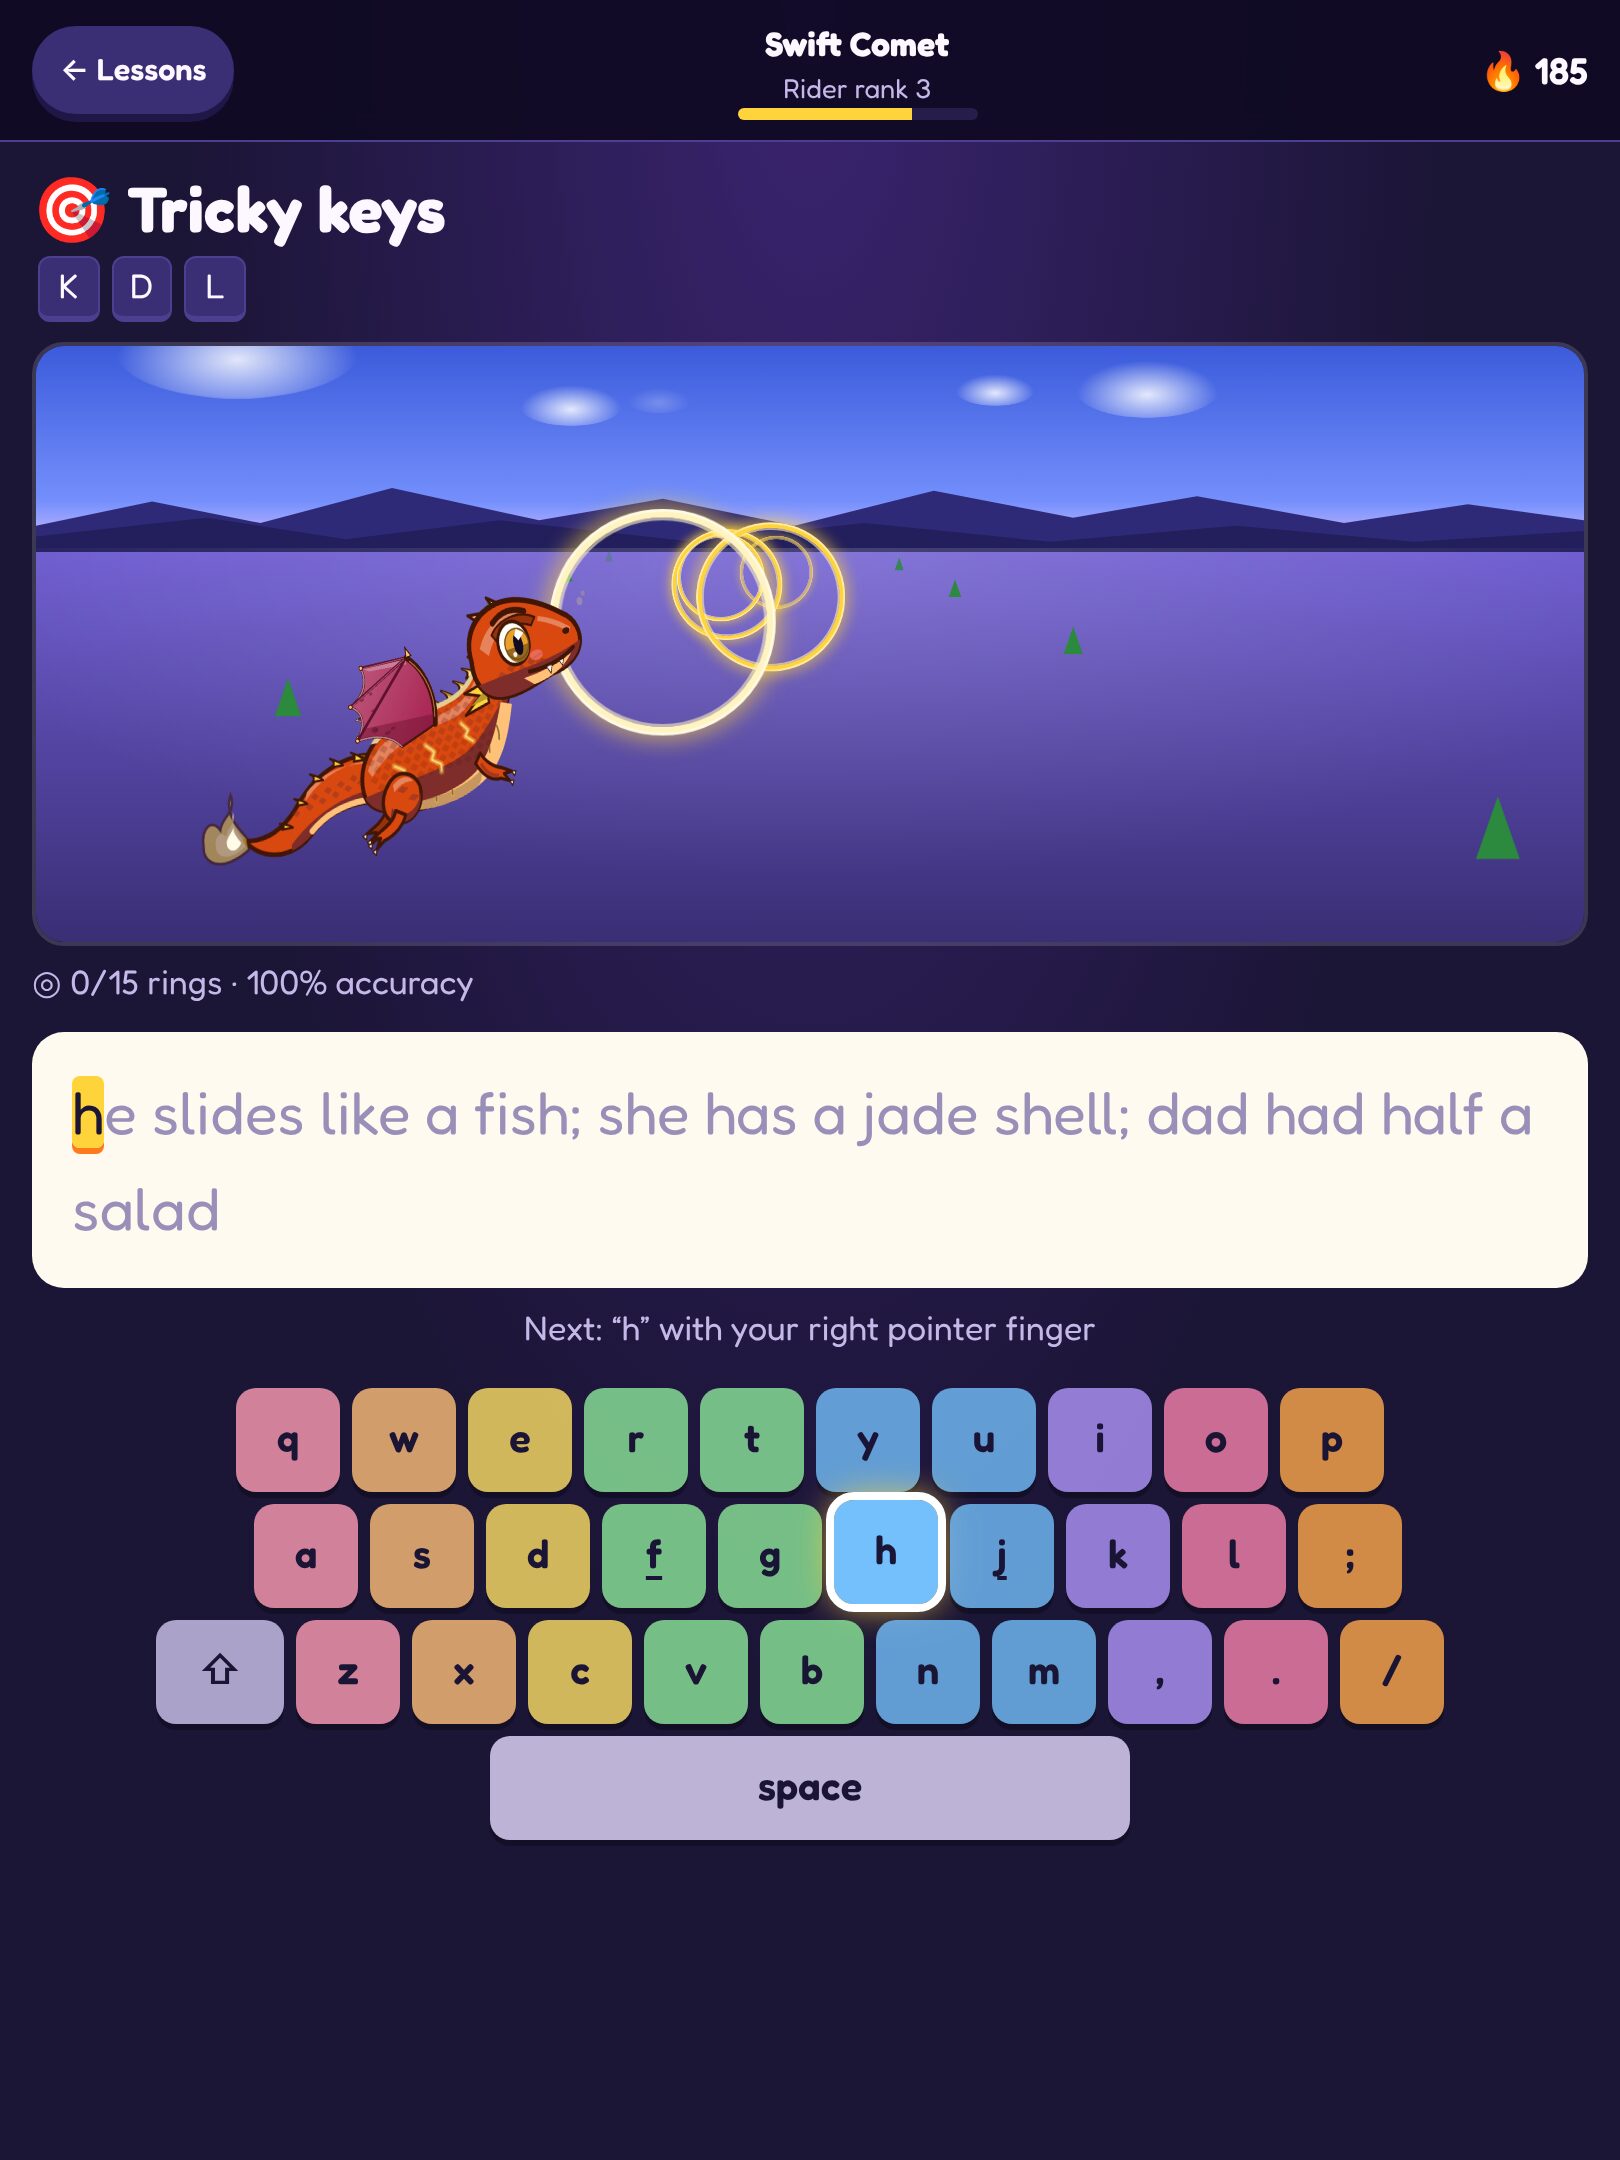 ← Lessons
Swift Comet
Rider rank 3
🔥 185
🎯 Tricky keys
K D L
◎ 0/15 rings · 100% accuracy
he slides like a fish; she has a jade shell; dad had half a
salad
Next: “h” with your right pointer finger
q w e r t y u i o p
a s d f g h j k l ;
⇧ z x c v b n m , . /
space